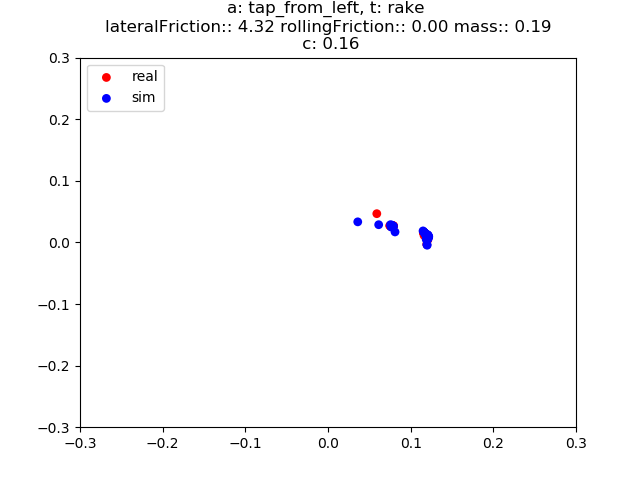 a: tap_from_left, t: rake
lateralFriction:: 4.32 rollingFriction:: 0.00 mass:: 0.19
c: 0.16
real
sim
0.3
0.2
0.1
0.0
−0.1
−0.2
−0.3
−0.3 −0.2 −0.1 0.0 0.1 0.2 0.3